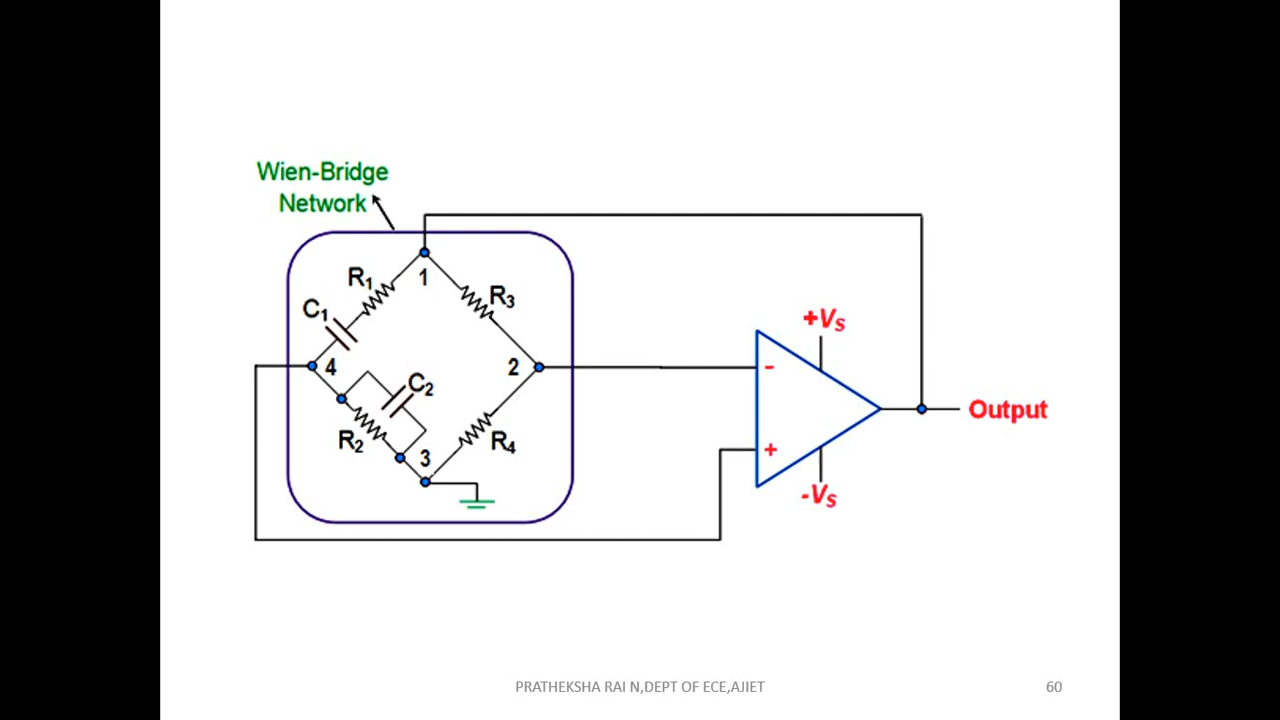 Wien-Bridge
Network
R1
1
R3
C1
+VS
4
2
-
Output
C2
R2
R4
+
3
-VS
PRATHEKSHA RAI N,DEPT OF ECE,AJIET
60